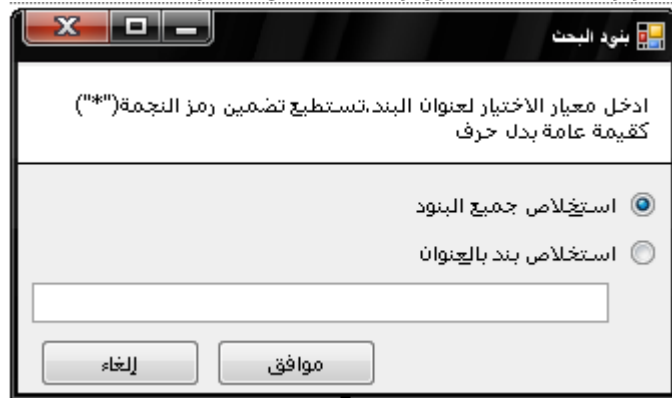 بنود البحث
ادخل معيار الاختيار لعنوان البند،تستطيع تضمين رمز النجمة("*")
كقيمة عامة بدل حرف
استخلاص جميع البنود
استخلاص بند بالعنوان
موافق
إلغاء